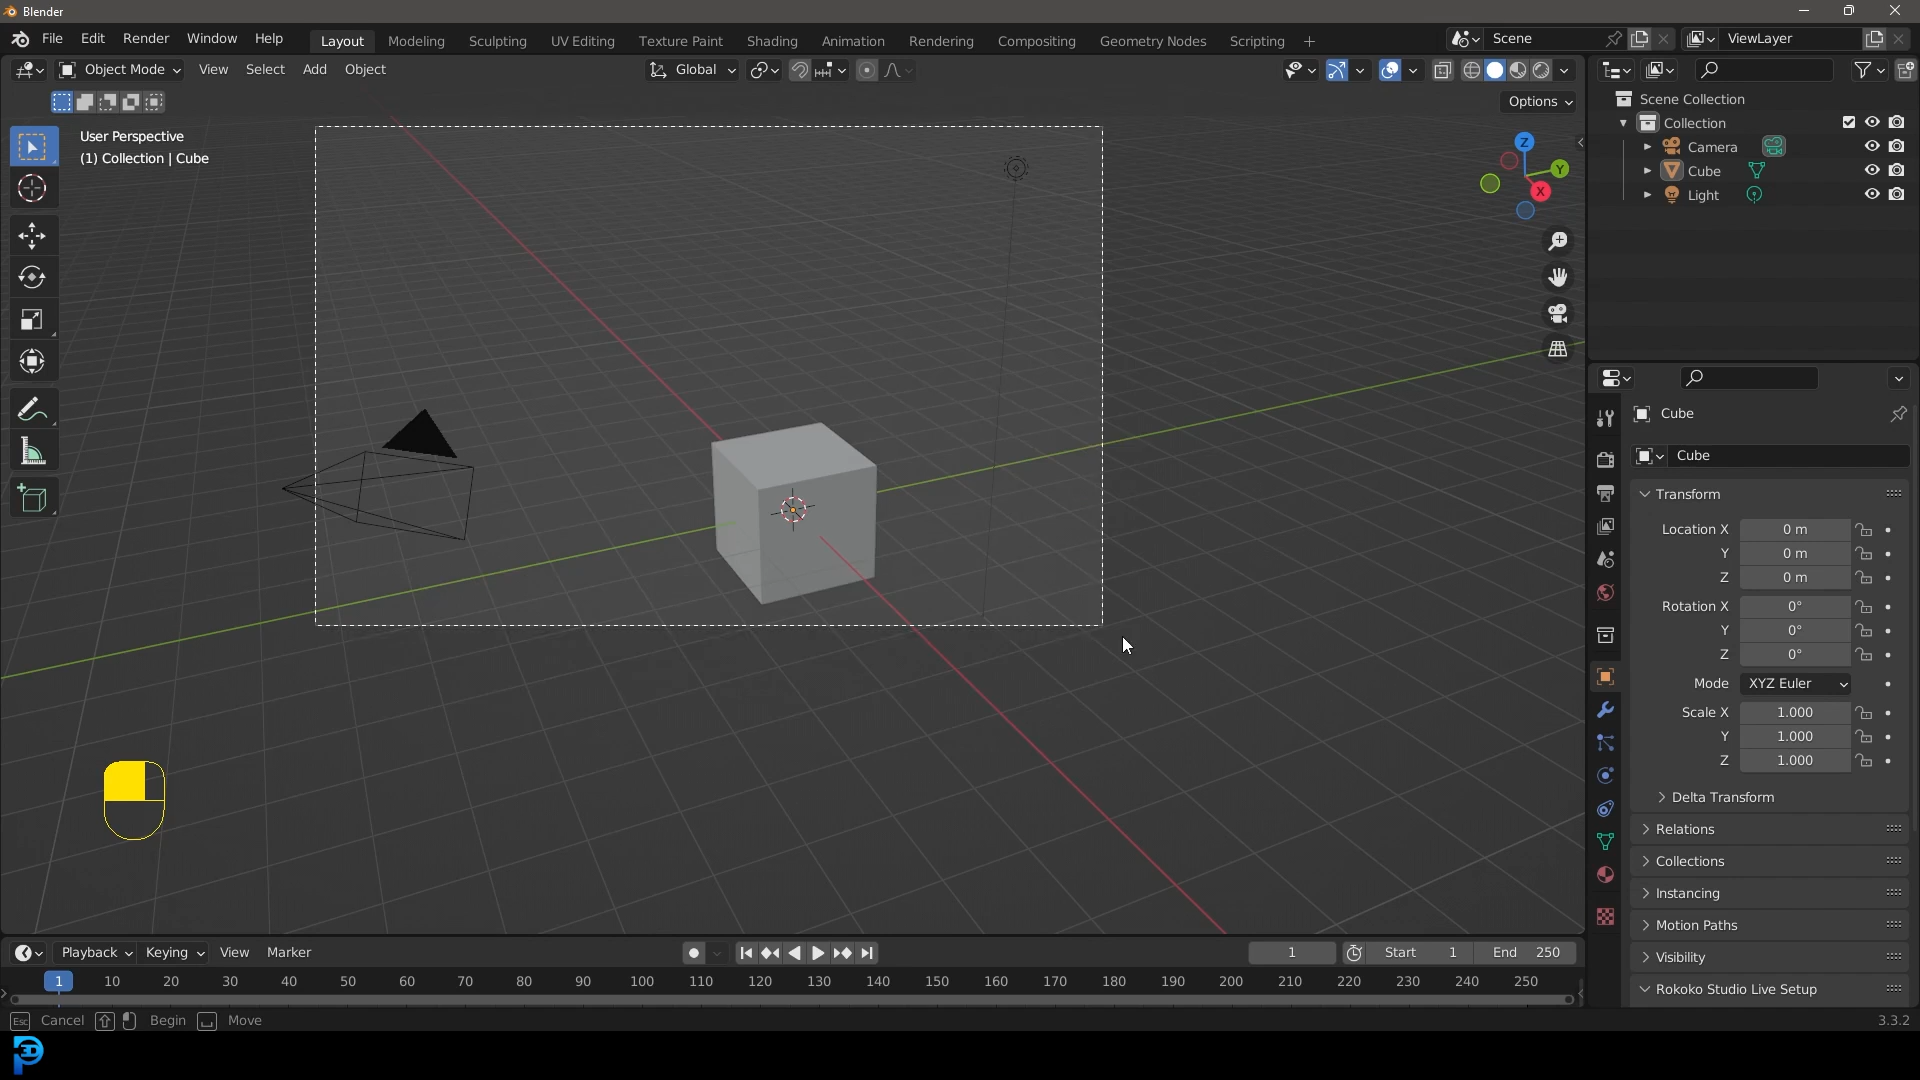 Blender
File Edit Render Window Help Layout Modeling Sculpting UV Editing Texture Paint Shading Animation Rendering Compositing Geometry Nodes Scripting + Scene ViewLayer
Object Mode View Select Add Object Global
Options
User Perspective
(1) Collection | Cube
Z
Y
X
Scene Collection
Collection
Camera
Cube
Light
Cube
Cube
Transform
Location X 0 m
Y 0 m
Z 0 m
Rotation X 0°
Y 0°
Z 0°
Mode XYZ Euler
Scale X 1.000
Y 1.000
Z 1.000
Delta Transform
Relations
Collections
Instancing
Motion Paths
Visibility
Rokoko Studio Live Setup
Playback Keying View Marker 1 Start 1 End 250
1 10 20 30 40 50 60 70 80 90 100 110 120 130 140 150 160 170 180 190 200 210 220 230 240 250
Esc Cancel Begin Move 3.3.2
3D